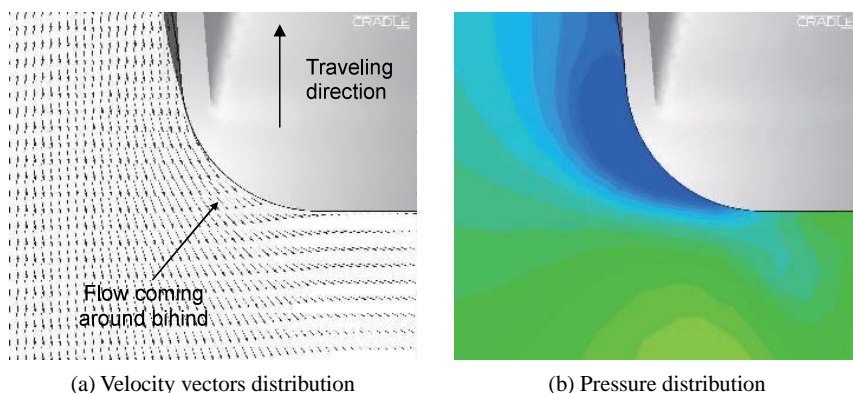 CRADLE
Traveling
direction
Flow coming
around bihind
CRADLE
(a) Velocity vectors distribution
(b) Pressure distribution